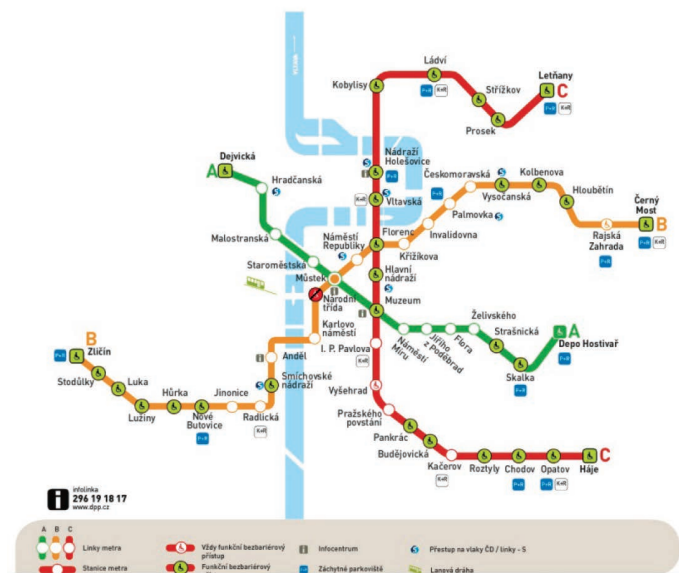 VLTAVA
Ládví
P+R K+R
Letňany
C
P+R K+R
Kobylisy
Střížkov
Prosek
A
Dejvická
Hradčanská
S
Malostranská
Staroměstská
Můstek
Nádraží
Holešovice
S
i
P+R
K+R
Vltavská
S
Českomoravská
P+R
S
Vysočanská
Kolbenova
Hloubětín
Černý
Most
B
P+R K+R
Rajská
Zahrada
P+R
Palmovka
S
Invalidovna
Křižíkova
Náměstí
Republiky
S
Florenc
Hlavní
nádraží
S
i
Muzeum
i
Národní
třída
Karlovo
náměstí
I. P. Pavlova
K+R
Náměstí
Míru
Jiřího
z Poděbrad
Flora
Želivského
Strašnická
Skalka
P+R
A
Depo Hostivař
P+R
B
Zličín
P+R
Stodůlky
Luka
Lužiny
Hůrka
Nové
Butovice
P+R
Jinonice
Radlická
K+R
i
Anděl
Smíchovské
nádraží
S
Vyšehrad
Pražského
povstání
Pankrác
Budějovická
Kačerov
K+R
Roztyly
Chodov
P+R
Opatov
P+R K+R
Háje
C
i
infolinka
296 19 18 17
www.dpp.cz
A B C
Linky metra
Stanice metra
Vždy funkční bezbariérový
přístup
Funkční bezbariérový
i Infocentrum
P+R Záchytné parkoviště
S Přestup na vlaky ČD / linky - S
Lanová dráha